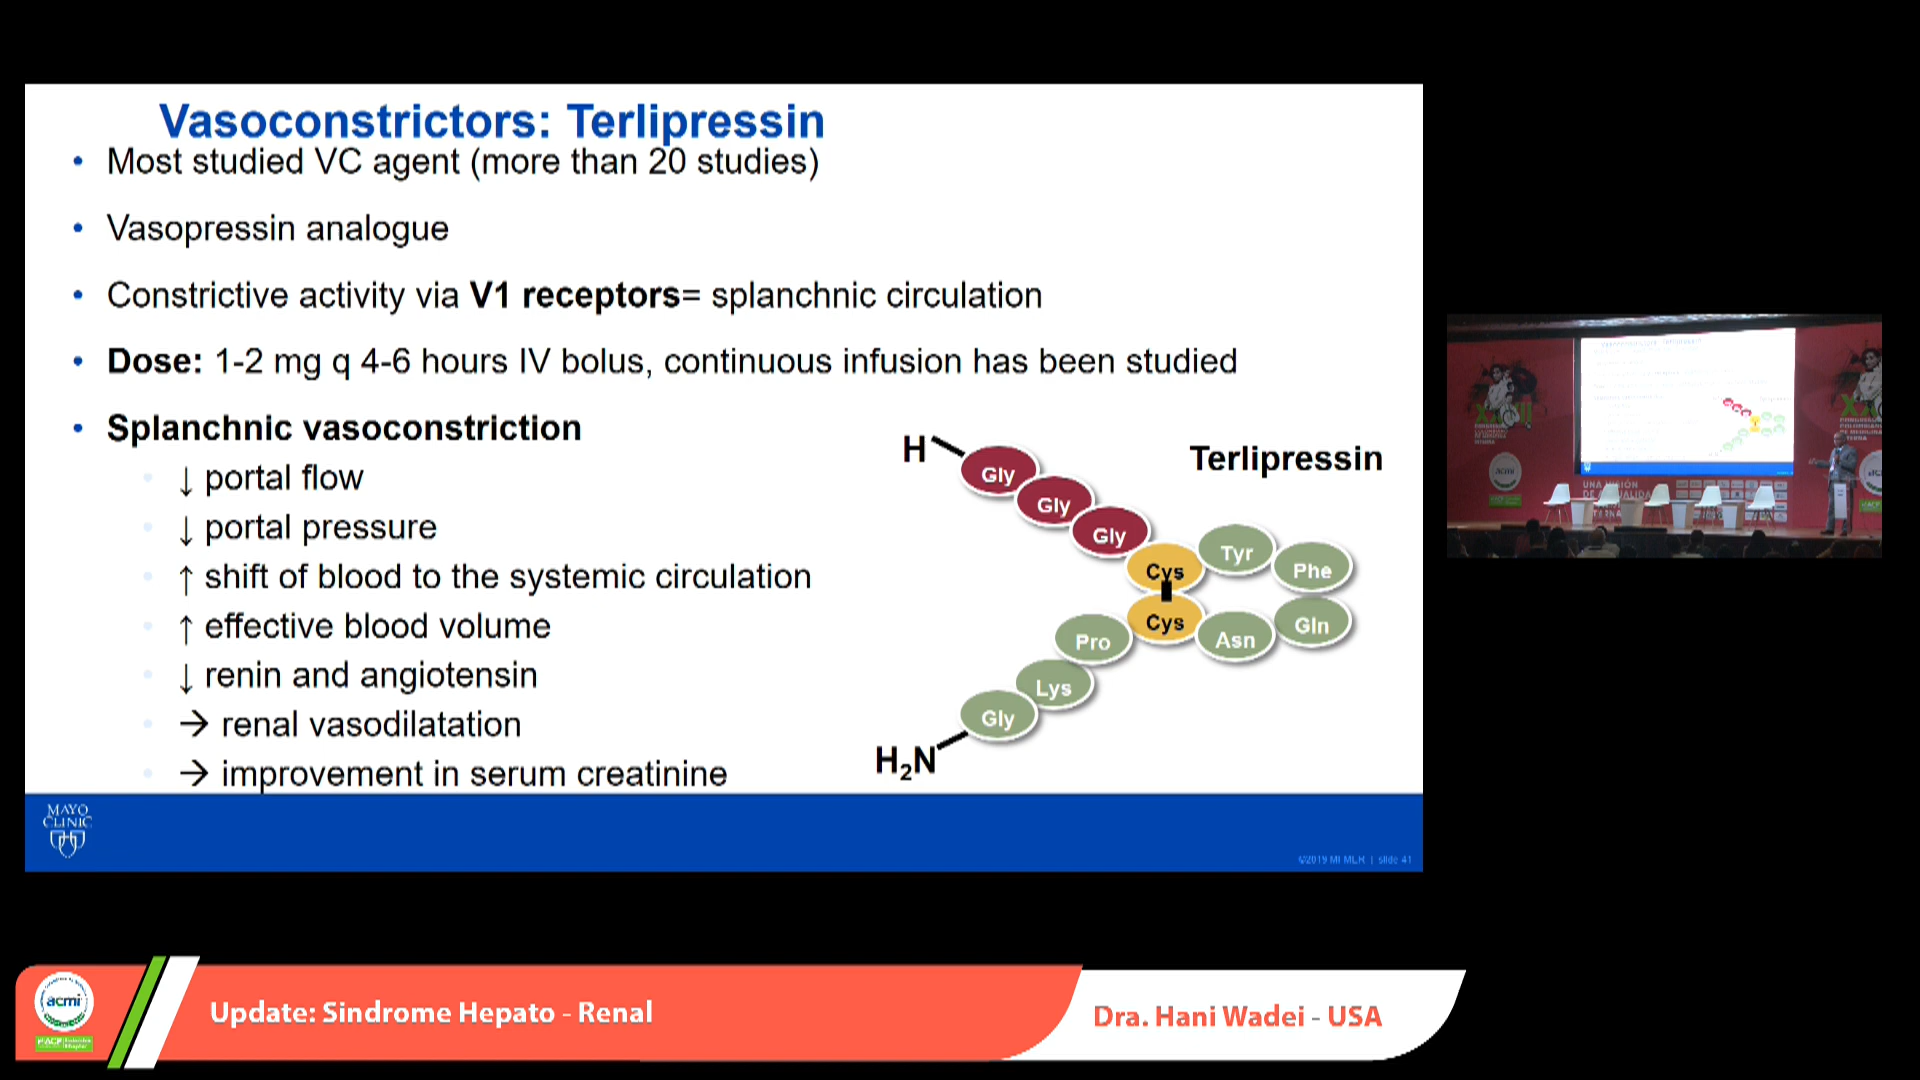 Vasoconstrictors: Terlipressin
• Most studied VC agent (more than 20 studies)
• Vasopressin analogue
• Constrictive activity via V1 receptors= splanchnic circulation
• Dose: 1-2 mg q 4-6 hours IV bolus, continuous infusion has been studied
• Splanchnic vasoconstriction
• ↓ portal flow
• ↓ portal pressure
• ↑ shift of blood to the systemic circulation
• ↑ effective blood volume
• ↓ renin and angiotensin
• → renal vasodilatation
• → improvement in serum creatinine
Terlipressin
H
Gly
Gly
Gly
Cys
Tyr
Phe
Gln
Asn
Cys
Pro
Lys
Gly
H₂N
MAYO
CLINIC
slide 41
UNA VISIÓN
acmi
Update: Sindrome Hepato - Renal
Dra. Hani Wadei - USA